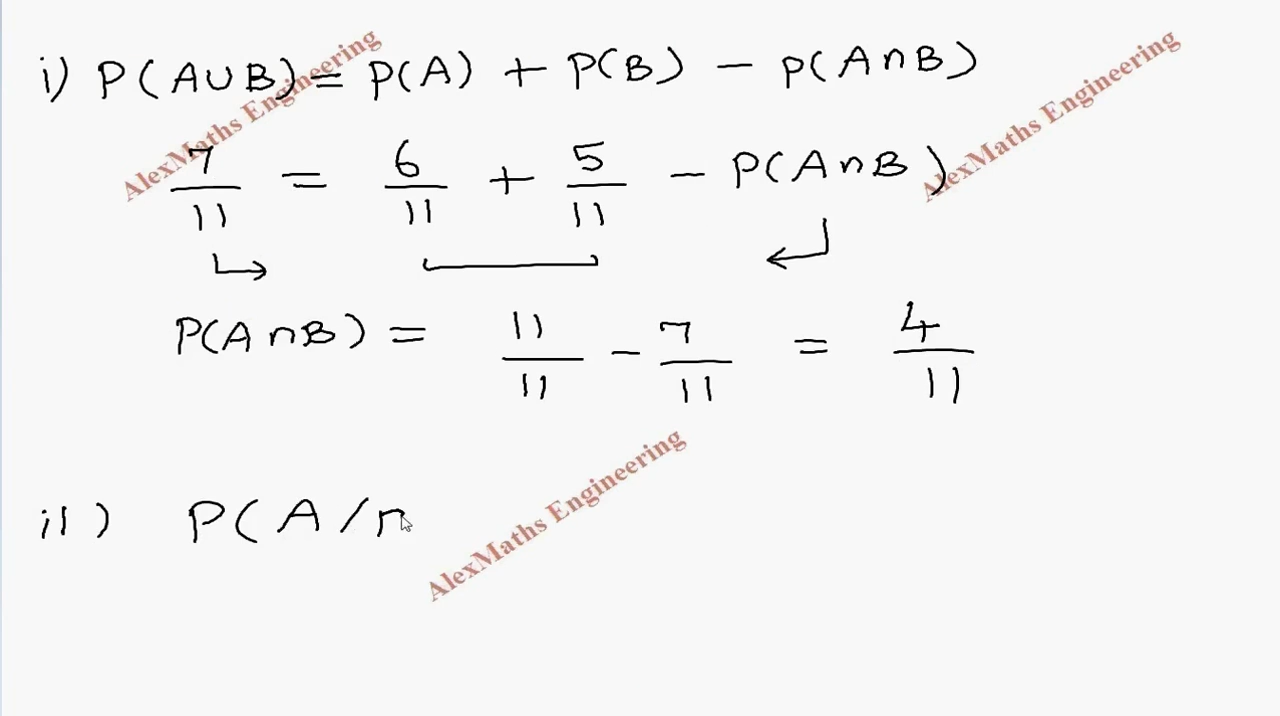 i) P(A∪B) = P(A) + P(B) - P(A∩B)
AlexMaths Engineering
AlexMaths Engineering
7/11 = 6/11 + 5/11 - P(A∩B)
P(A∩B) = 11/11 - 7/11 = 4/11
AlexMaths Engineering
ii) P(A/